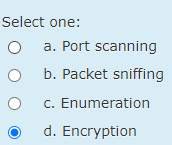 Select one:
a. Port scanning
b. Packet sniffing
c. Enumeration
d. Encryption